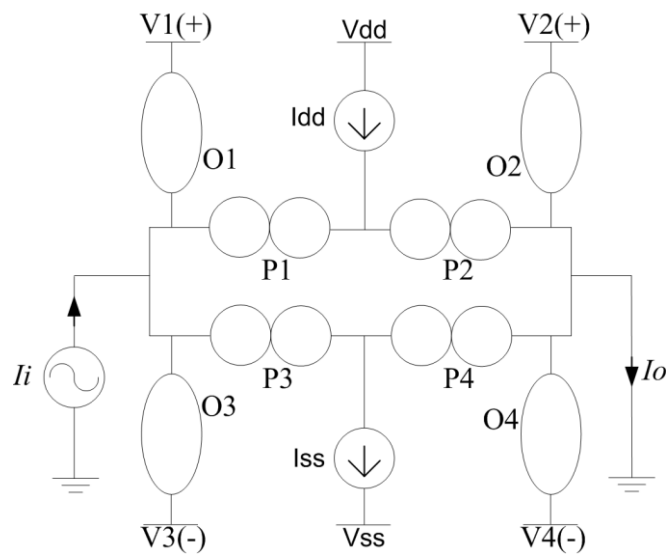 V1(+)
Vdd
V2(+)
Idd
O1
O2
P1
P2
Ii
P3
P4
Io
O3
O4
Iss
V3(-)
Vss
V4(-)